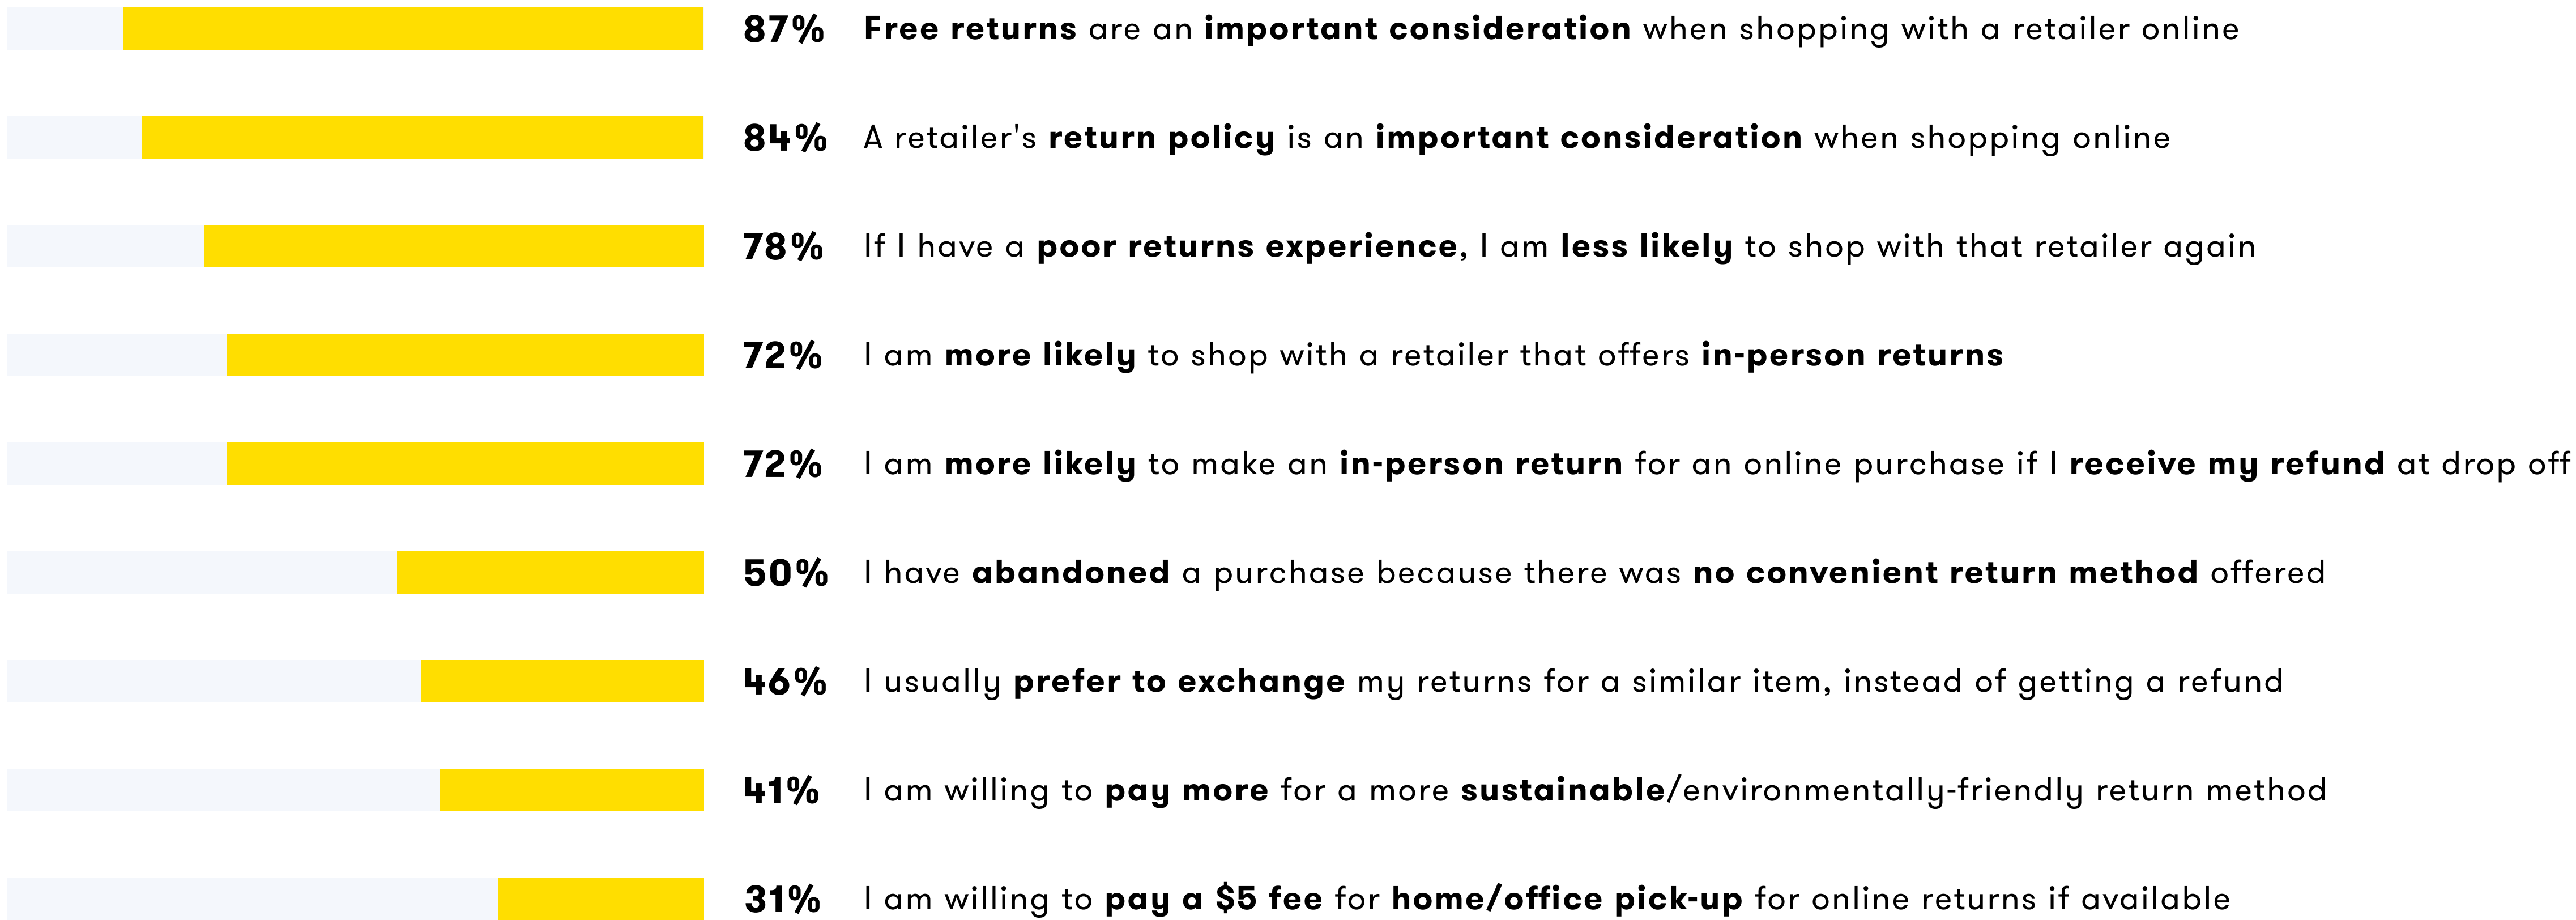 87% Free returns are an important consideration when shopping with a retailer online
84% A retailer's return policy is an important consideration when shopping online
78% If I have a poor returns experience, I am less likely to shop with that retailer again
72% I am more likely to shop with a retailer that offers in-person returns
72% I am more likely to make an in-person return for an online purchase if I receive my refund at drop off
50% I have abandoned a purchase because there was no convenient return method offered
46% I usually prefer to exchange my returns for a similar item, instead of getting a refund
41% I am willing to pay more for a more sustainable/environmentally-friendly return method
31% I am willing to pay a $5 fee for home/office pick-up for online returns if available